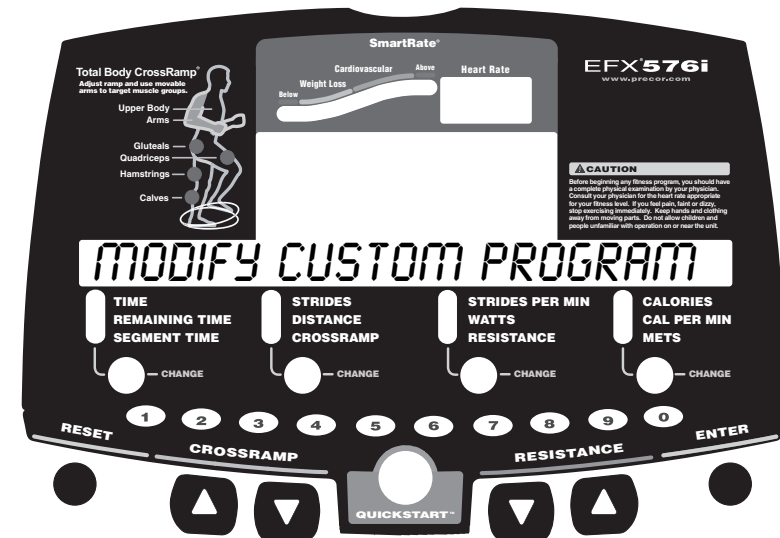 SmartRate®
Cardiovascular
Above
Weight Loss
Below
Heart Rate
EFX®576i
www.precor.com
Total Body CrossRamp®
Adjust ramp and use movable
arms to target muscle groups.
Upper Body
Arms
Gluteals
Quadriceps
Hamstrings
Calves
CAUTION
Before beginning any fitness program, you should have
a complete physical examination by your physician.
Consult your physician for the heart rate appropriate
for your fitness level. If you feel pain, faint or dizzy,
stop exercising immediately. Keep hands and clothing
away from moving parts. Do not allow children and
people unfamiliar with operation on or near the unit.
MODIFY CUSTOM PROGRAM
TIME
REMAINING TIME
SEGMENT TIME
CHANGE
STRIDES
DISTANCE
CROSSRAMP
CHANGE
STRIDES PER MIN
WATTS
RESISTANCE
CHANGE
CALORIES
CAL PER MIN
METS
CHANGE
1 2 3 4 5 6 7 8 9 0
RESET
CROSSRAMP
QUICKSTART™
RESISTANCE
ENTER